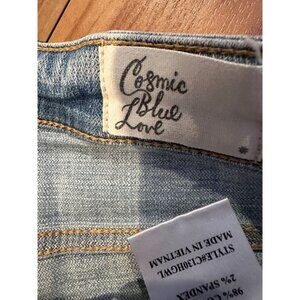 Cosmic
Blue
Love
STYLE#C130HGWL
MADE IN VIETNAM
98% C
2% SPANDEX